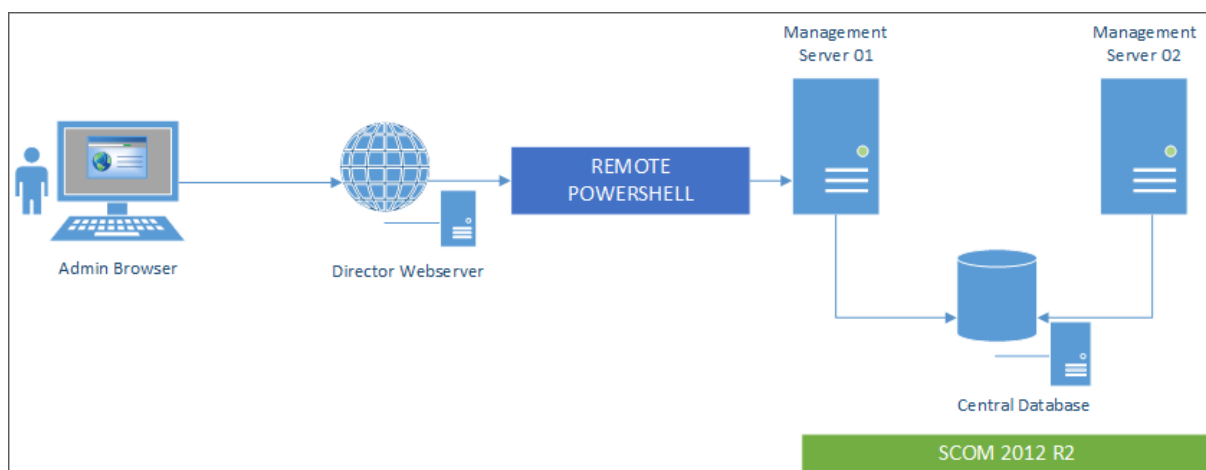 Management
Server 01
Management
Server 02
REMOTE
POWERSHELL
Admin Browser
Director Webserver
Central Database
SCOM 2012 R2